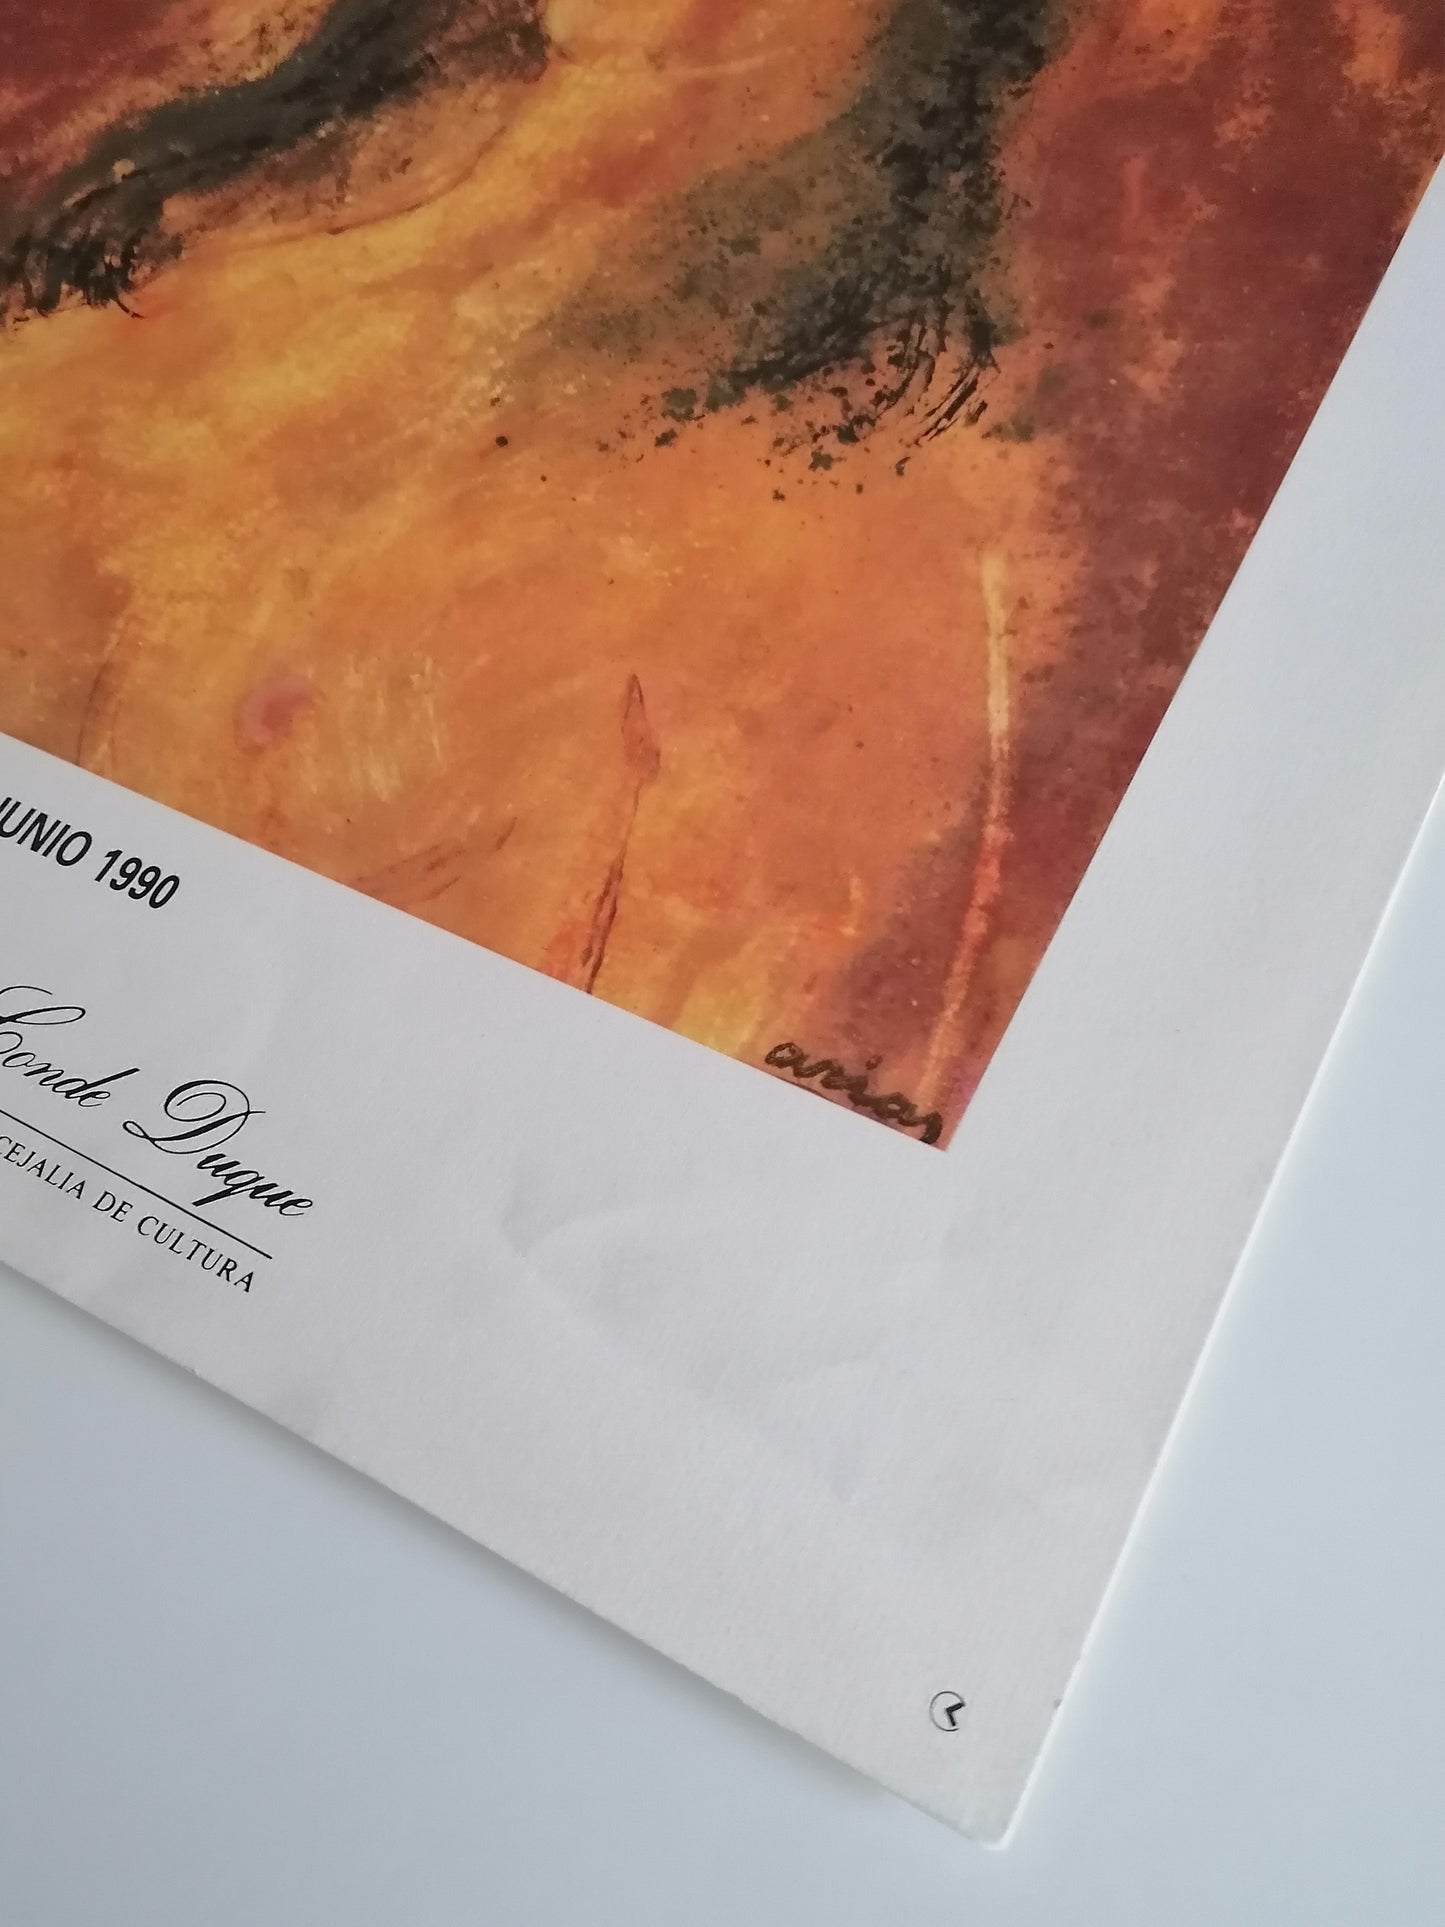 JUNIO 1990
arias
Conde Duque
CEJALIA DE CULTURA